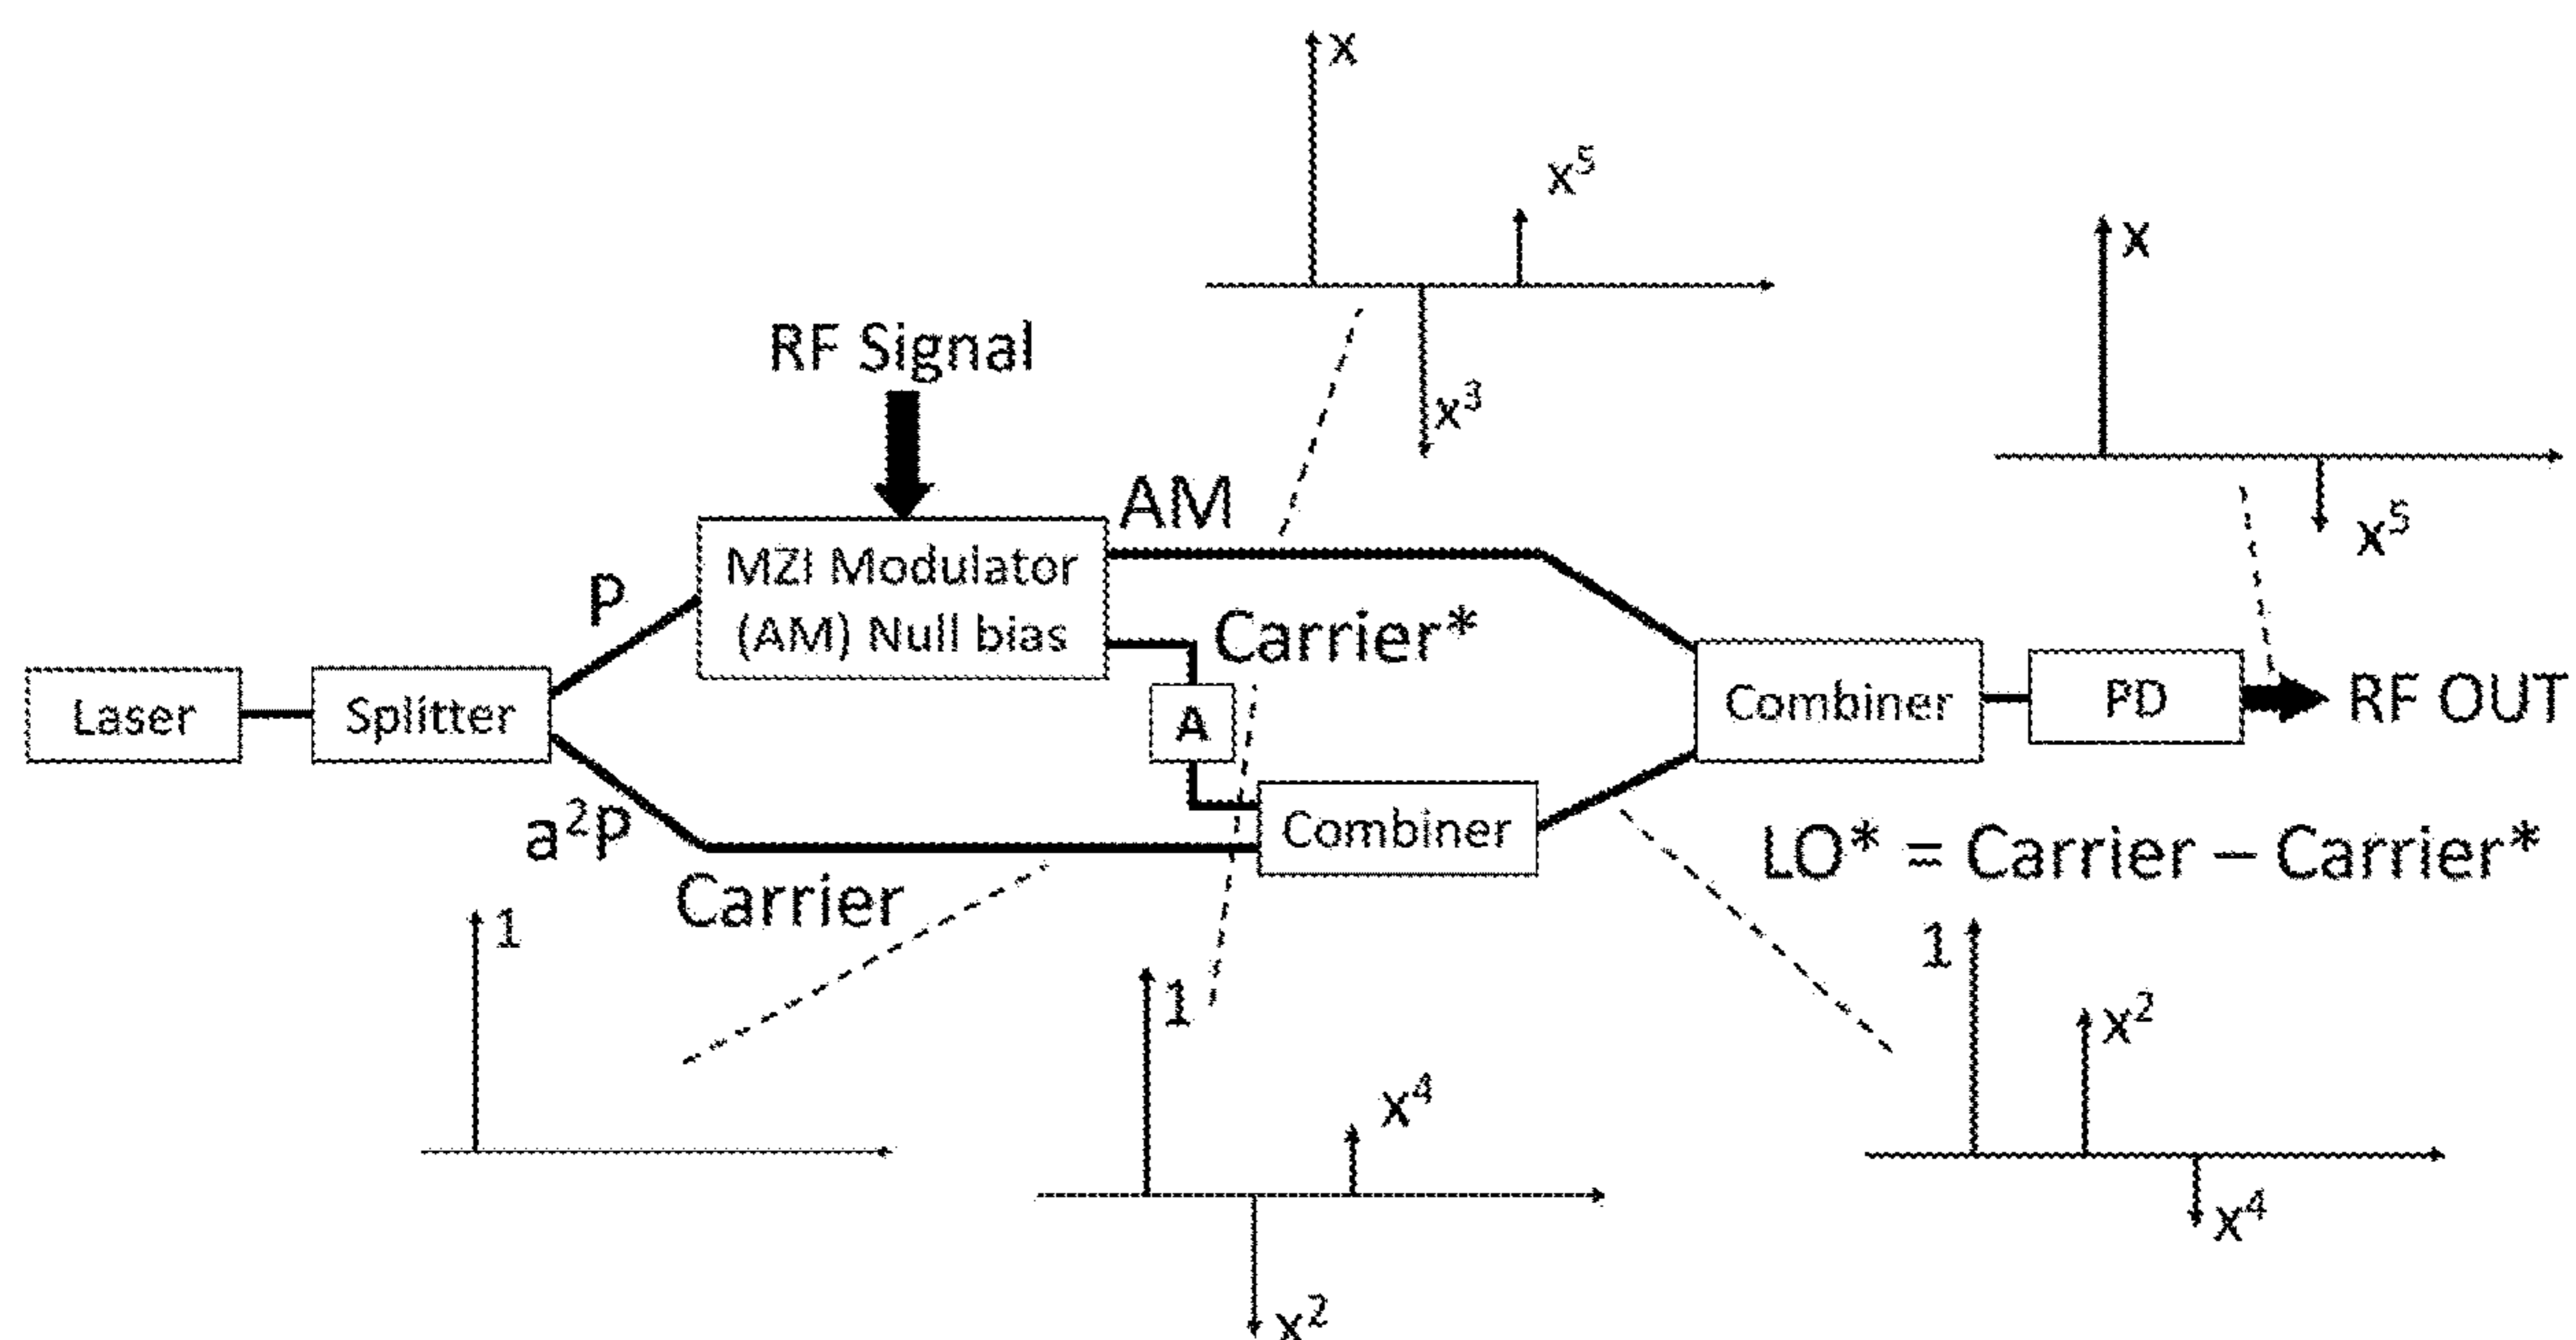 x
x⁵
x³
x
x⁵
RF Signal
AM
MZI Modulator
(AM) Null bias
P
Carrier*
Laser
Splitter
A
Combiner
PD
RF OUT
a²P
Combiner
LO* = Carrier – Carrier*
Carrier
1
1
x⁴
x²
1
x²
x⁴